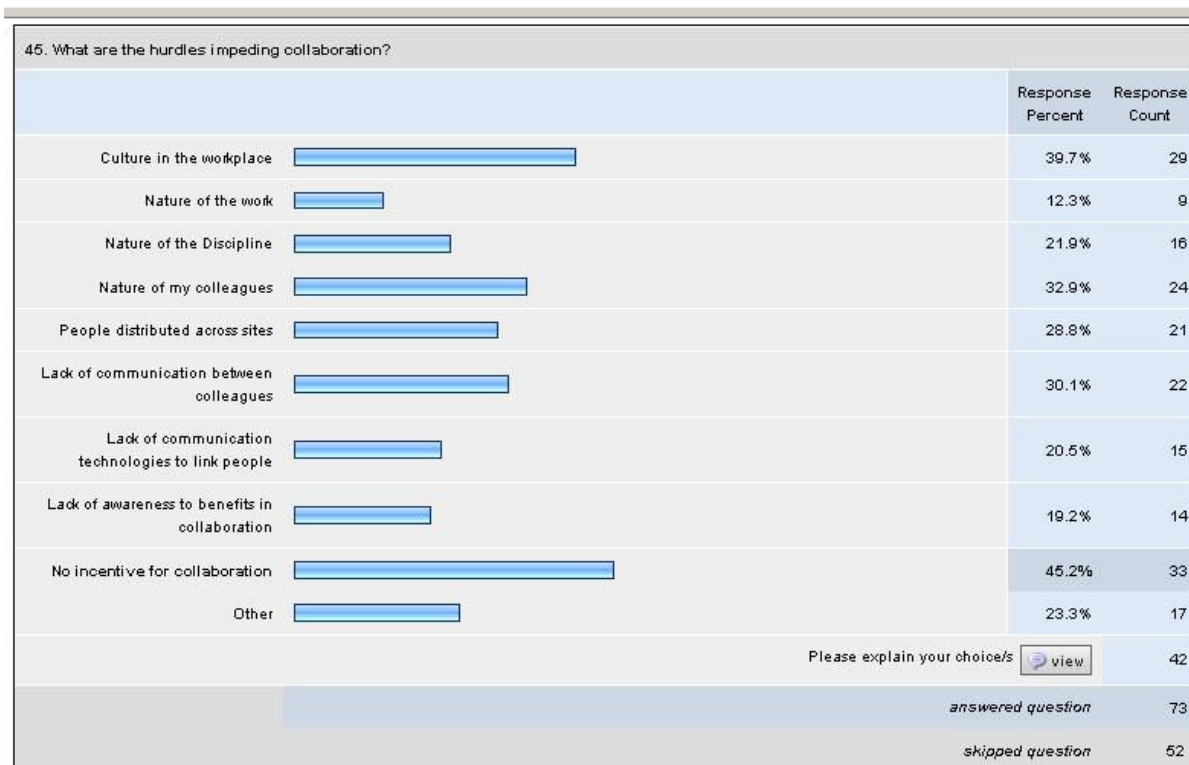 45. What are the hurdles impeding collaboration?
Response Percent Response Count
Culture in the workplace 39.7% 29
Nature of the work 12.3% 9
Nature of the Discipline 21.9% 16
Nature of my colleagues 32.9% 24
People distributed across sites 28.8% 21
Lack of communication between
colleagues 30.1% 22
Lack of communication
technologies to link people 20.5% 15
Lack of awareness to benefits in
collaboration 19.2% 14
No incentive for collaboration 45.2% 33
Other 23.3% 17
Please explain your choice/s view 42
answered question 73
skipped question 52